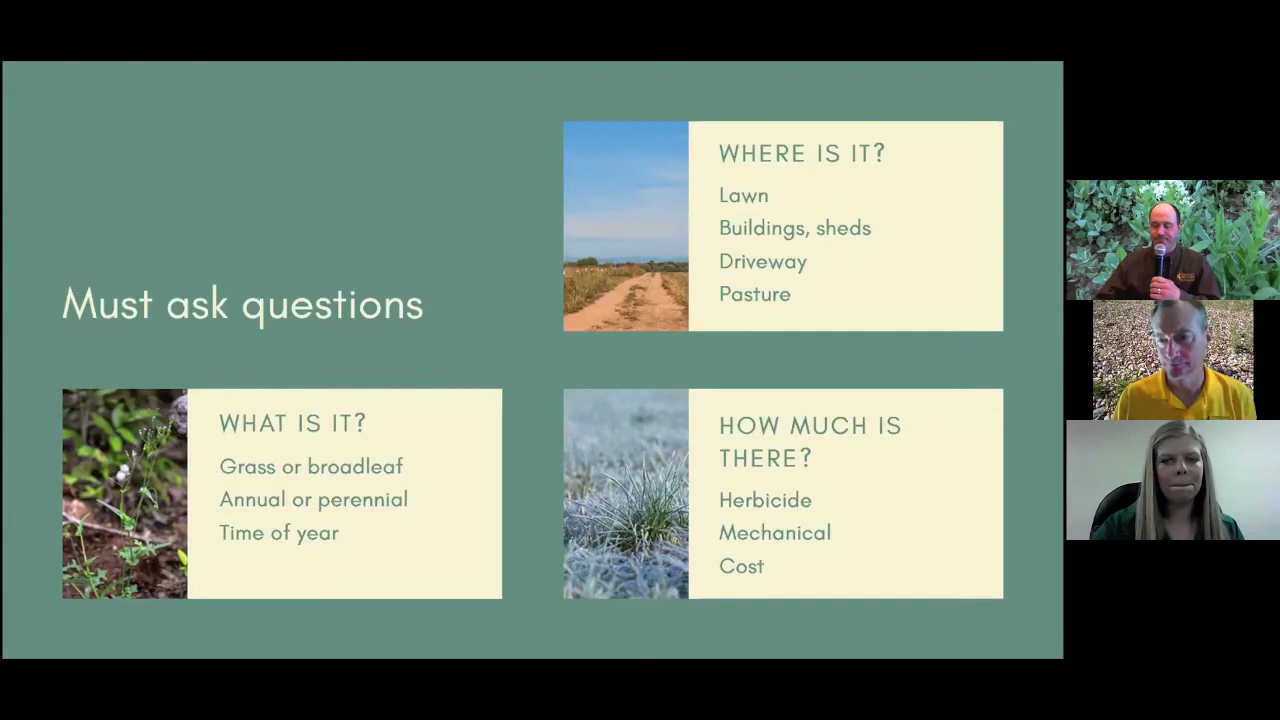 Must ask questions
WHERE IS IT?
Lawn
Buildings, sheds
Driveway
Pasture
WHAT IS IT?
Grass or broadleaf
Annual or perennial
Time of year
HOW MUCH IS
THERE?
Herbicide
Mechanical
Cost